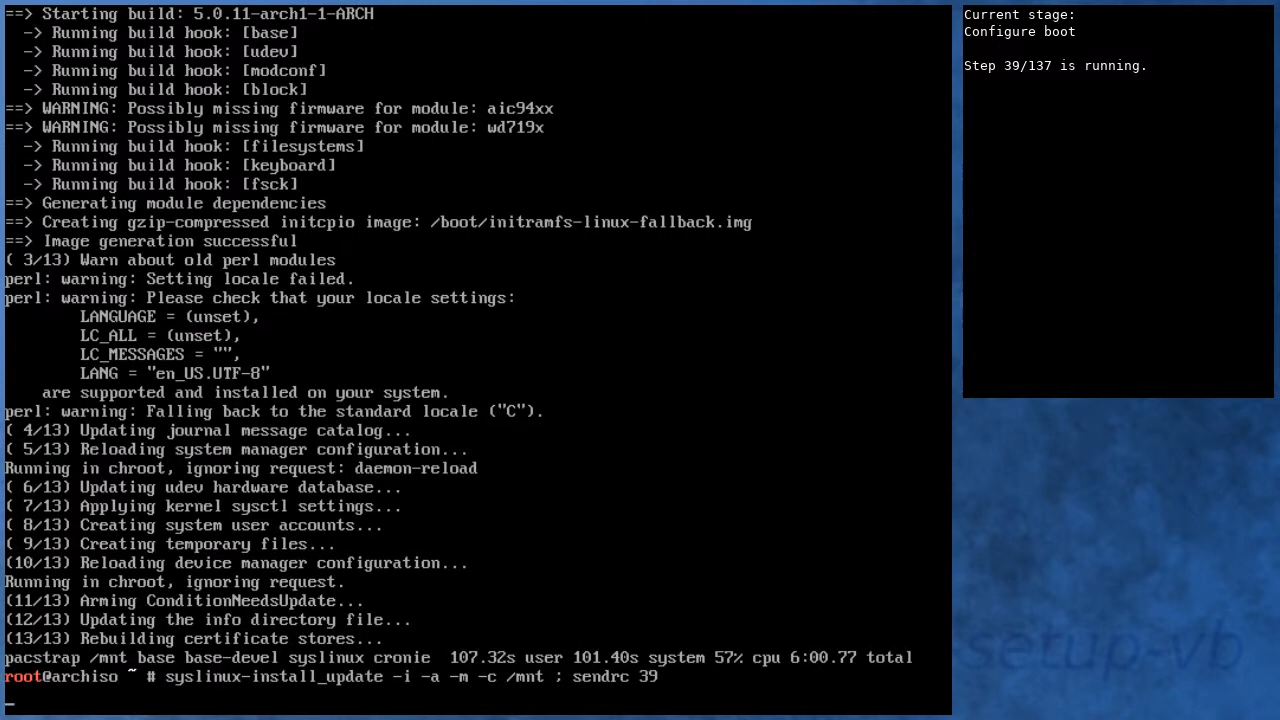 ==> Starting build: 5.0.11-arch1-1-ARCH
  -> Running build hook: [base]
  -> Running build hook: [udev]
  -> Running build hook: [modconf]
  -> Running build hook: [block]
==> WARNING: Possibly missing firmware for module: aic94xx
==> WARNING: Possibly missing firmware for module: wd719x
  -> Running build hook: [filesystems]
  -> Running build hook: [keyboard]
  -> Running build hook: [fsck]
==> Generating module dependencies
==> Creating gzip-compressed initcpio image: /boot/initramfs-linux-fallback.img
==> Image generation successful
( 3/13) Warn about old perl modules
perl: warning: Setting locale failed.
perl: warning: Please check that your locale settings:
        LANGUAGE = (unset),
        LC_ALL = (unset),
        LC_MESSAGES = "",
        LANG = "en_US.UTF-8"
    are supported and installed on your system.
perl: warning: Falling back to the standard locale ("C").
( 4/13) Updating journal message catalog...
( 5/13) Reloading system manager configuration...
Running in chroot, ignoring request: daemon-reload
( 6/13) Updating udev hardware database...
( 7/13) Applying kernel sysctl settings...
( 8/13) Creating system user accounts...
( 9/13) Creating temporary files...
(10/13) Reloading device manager configuration...
Running in chroot, ignoring request.
(11/13) Arming ConditionNeedsUpdate...
(12/13) Updating the info directory file...
(13/13) Rebuilding certificate stores...
pacstrap /mnt base base-devel syslinux cronie  107.32s user 101.40s system 57% cpu 6:00.77 total
root@archiso ~ # syslinux-install_update -i -a -m -c /mnt ; sendrc 39
Current stage:
Configure boot
Step 39/137 is running.
setup-vb